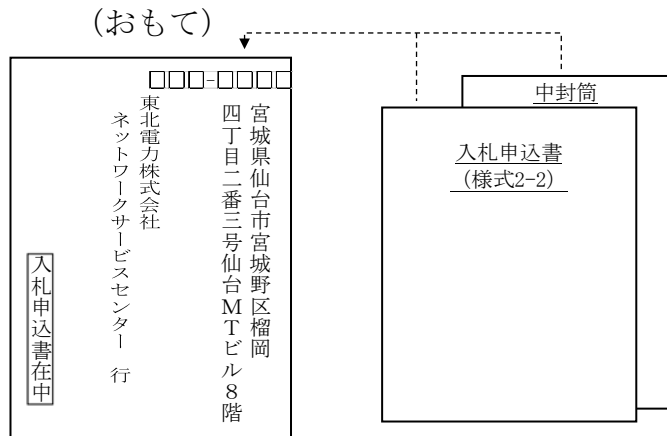 (おもて)
□□□-□□□□
宮城県仙台市宮城野区榴岡
四丁目二番三号仙台MTビル8階
東北電力株式会社
ネットワークサービスセンター 行
入札申込書在中
中封筒
入札申込書
(様式2-2)